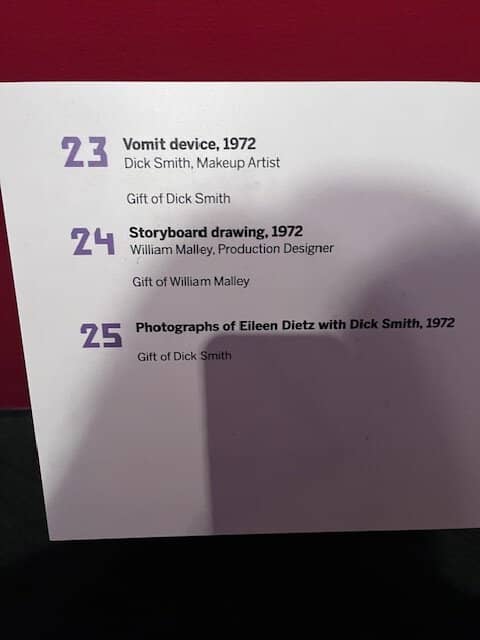 23 Vomit device, 1972
Dick Smith, Makeup Artist
Gift of Dick Smith
24 Storyboard drawing, 1972
William Malley, Production Designer
Gift of William Malley
25 Photographs of Eileen Dietz with Dick Smith, 1972
Gift of Dick Smith